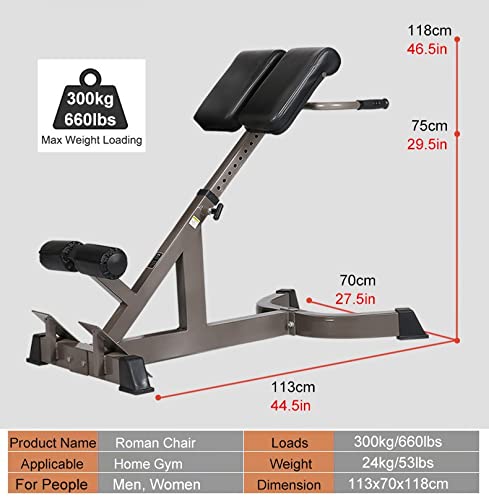 300kg
660lbs
Max Weight Loading
118cm
46.5in
75cm
29.5in
70cm
27.5in
113cm
44.5in
Product Name Roman Chair Loads 300kg/660lbs
Applicable Home Gym Weight 24kg/53lbs
For People Men, Women Dimension 113x70x118cm